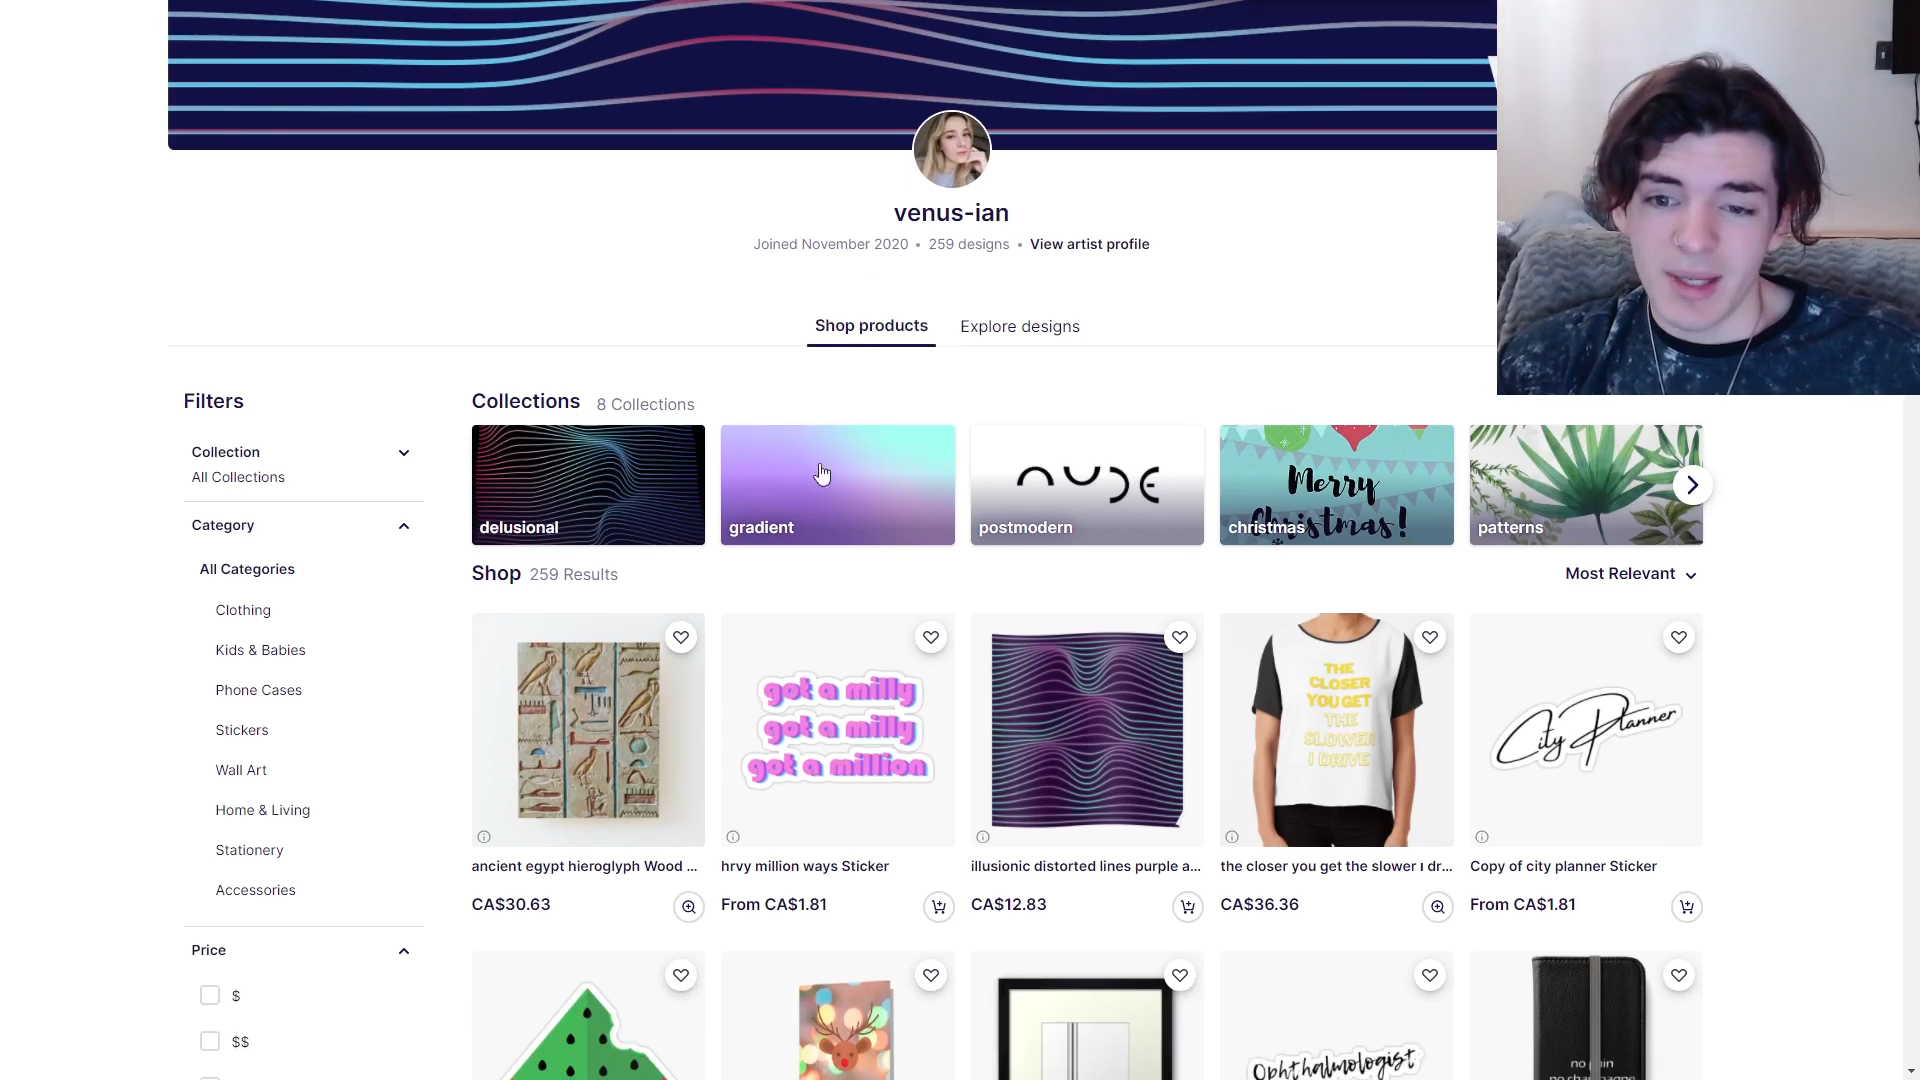 venus-ian
Joined November 2020 • 259 designs • View artist profile
Shop products
Explore designs
Filters
Collection
All Collections
Category
All Categories
Clothing
Kids & Babies
Phone Cases
Stickers
Wall Art
Home & Living
Stationery
Accessories
Price
$
$$
Collections 8 Collections
delusional
gradient
nude
postmodern
Merry
Christmas!
christmas
patterns
Shop 259 Results
Most Relevant
got a milly
got a milly
got a million
THE
CLOSER
YOU GET
THE
SLOWER
I DRIVE
City Planner
ancient egypt hieroglyph Wood ...
CA$30.63
hrvy million ways Sticker
From CA$1.81
illusionic distorted lines purple a...
CA$12.83
the closer you get the slower ı dr...
CA$36.36
Copy of city planner Sticker
From CA$1.81
Ophthalmologist
no pain
no champagne